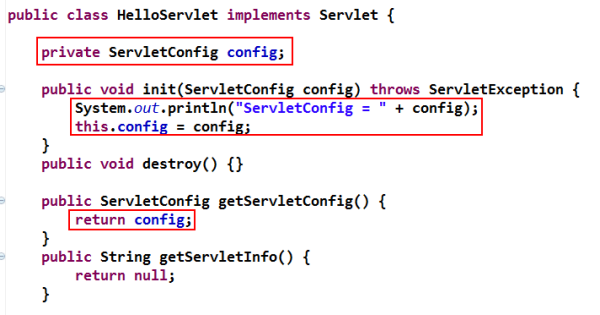 public class HelloServlet implements Servlet {
private ServletConfig config;
public void init(ServletConfig config) throws ServletException {
System.out.println("ServletConfig = " + config);
this.config = config;
}
public void destroy() {}
public ServletConfig getServletConfig() {
return config;
}
public String getServletInfo() {
return null;
}